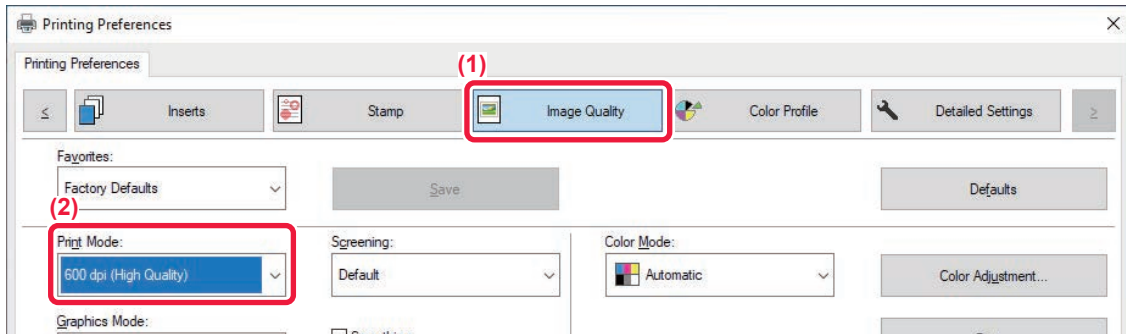 Printing Preferences
Printing Preferences
(1)
≤ Inserts Stamp Image Quality Color Profile Detailed Settings ≥
Favorites:
Factory Defaults Save Defaults
(2)
Print Mode: Screening: Color Mode:
600 dpi (High Quality) Default Automatic Color Adjustment...
Graphics Mode: